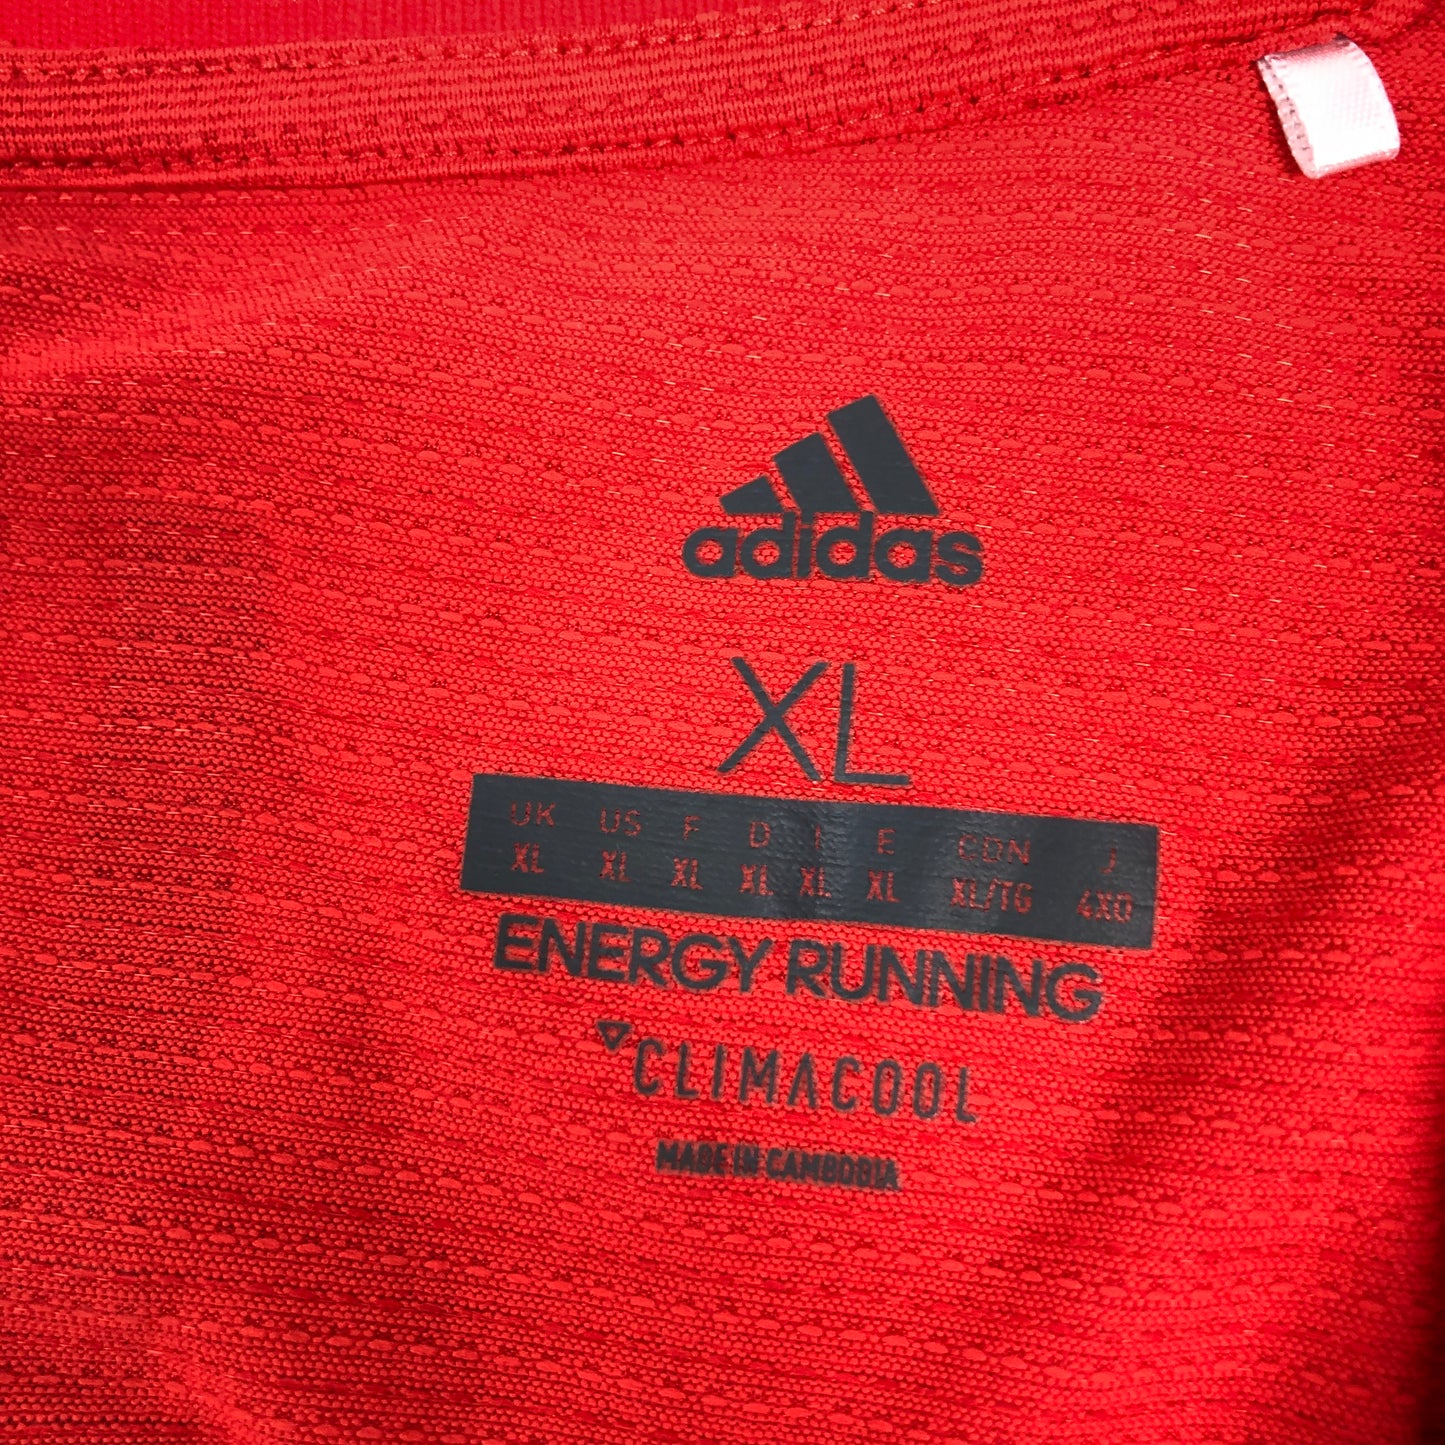 adidas
XL
UK US F D I E CDN J
XL XL XL XL XL XL XL/TG 4XO
ENERGY RUNNING
CLIMACOOL
MADE IN CAMBODIA